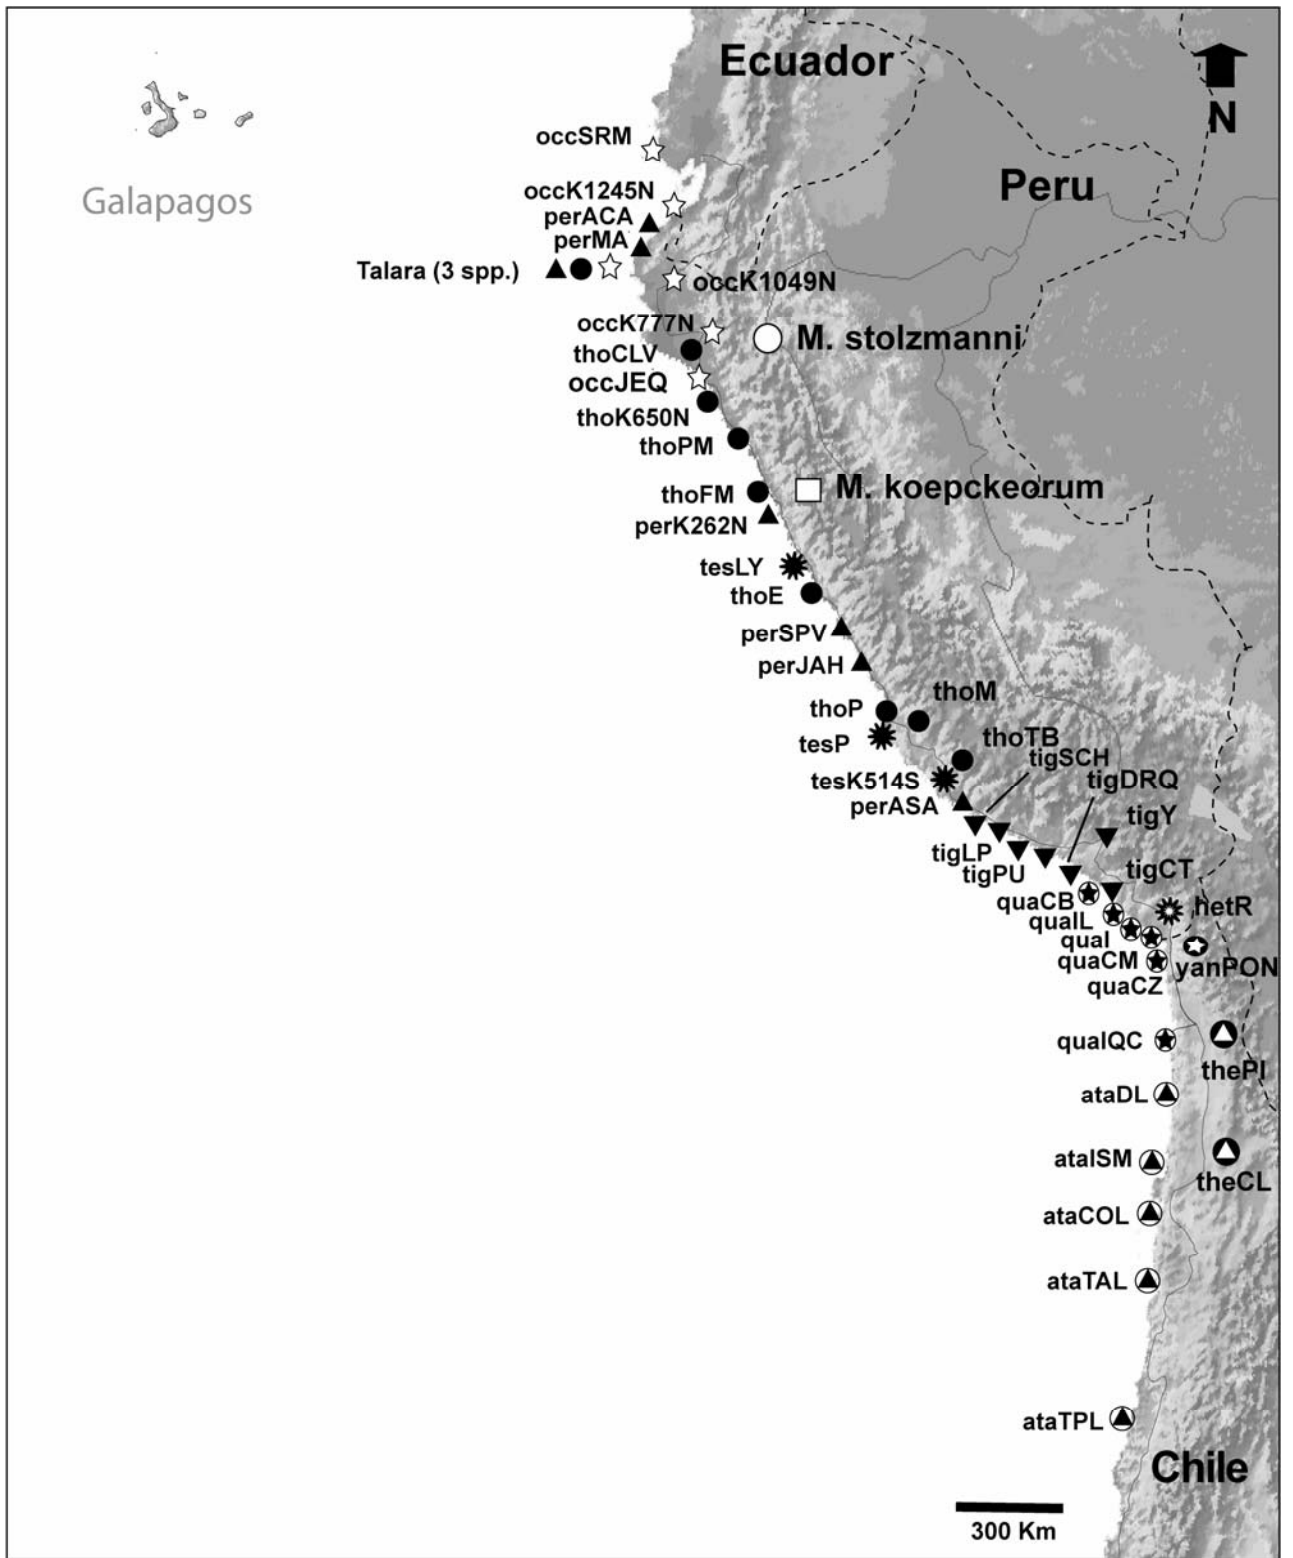 Ecuador
N
occSRM
Peru
occK1245N
Galapagos
perACA
perMA
Talara (3 spp.)
occK1049N
occK777N
M. stolzmanni
thoCLV
occJEQ
thoK650N
thoPM
M. koepckeorum
thoFM
perK262N
tesLY
thoE
perSPV
perJAH
thoM
thoP
thoTB
tesP
tigSCH
tesK514S
tigDRQ
perASA
tigY
tigLP
tigPU
tigCT
quaCB
hetR
quaIL
quaI
quaCM
yanPON
quaCZ
quaIQC
thePI
ataDL
ataISM
theCL
ataCOL
ataTAL
ataTPL
Chile
300 Km